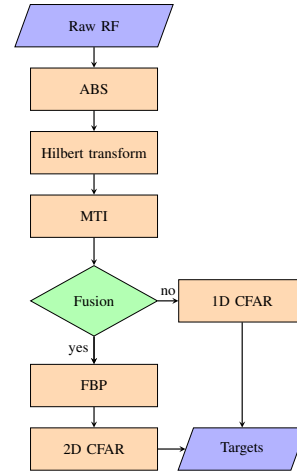 Raw RF
ABS
Hilbert transform
MTI
Fusion
no
1D CFAR
yes
FBP
2D CFAR
Targets